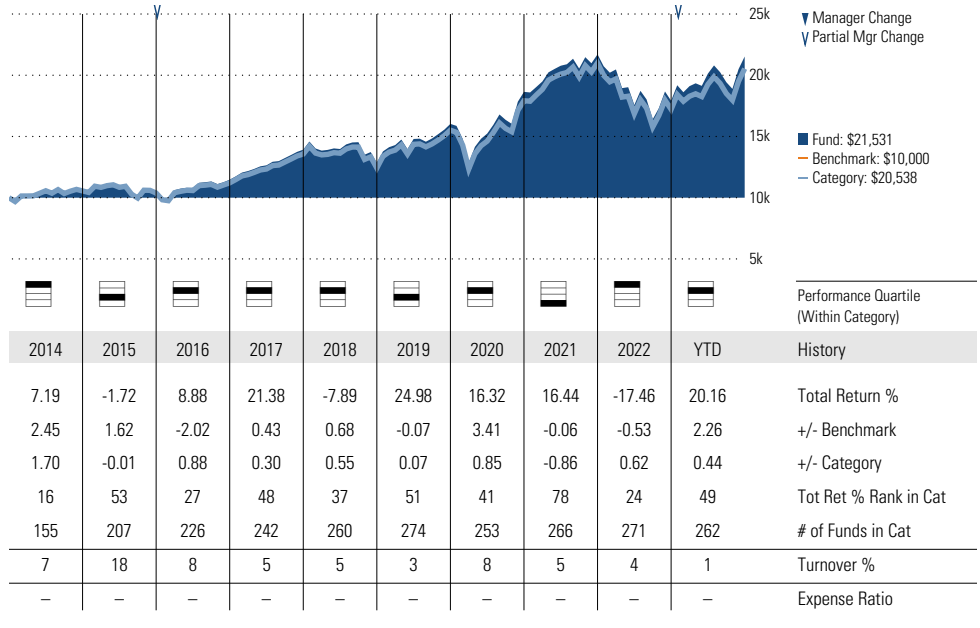 25k
20k
15k
10k
5k
Manager Change
Partial Mgr Change
Fund: $21,531
Benchmark: $10,000
Category: $20,538
Performance Quartile
(Within Category)
2014 2015 2016 2017 2018 2019 2020 2021 2022 YTD History
7.19 -1.72 8.88 21.38 -7.89 24.98 16.32 16.44 -17.46 20.16 Total Return %
2.45 1.62 -2.02 0.43 0.68 -0.07 3.41 -0.06 -0.53 2.26 +/- Benchmark
1.70 -0.01 0.88 0.30 0.55 0.07 0.85 -0.86 0.62 0.44 +/- Category
16 53 27 48 37 51 41 78 24 49 Tot Ret % Rank in Cat
155 207 226 242 260 274 253 266 271 262 # of Funds in Cat
7 18 8 5 5 3 8 5 4 1 Turnover %
– – – – – – – – – – Expense Ratio